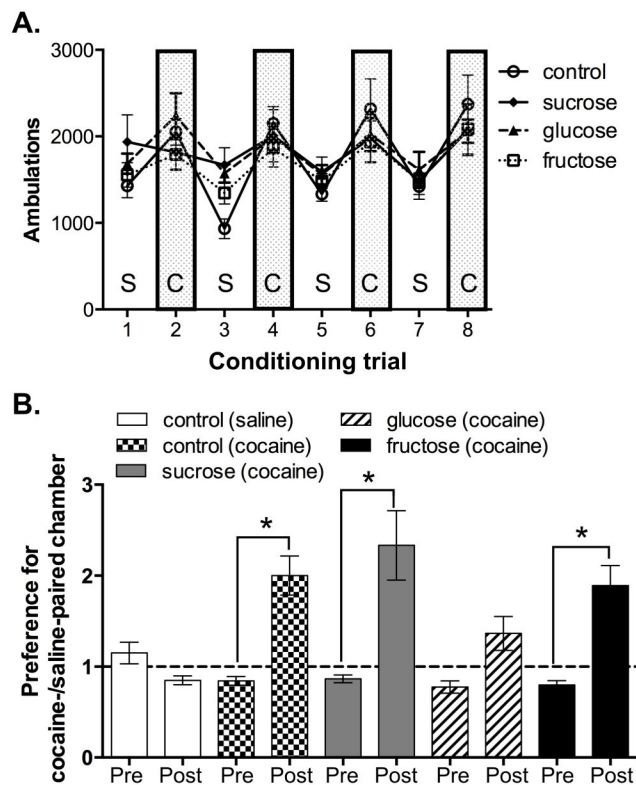 A.
3000
2000
1000
0
Ambulations
S C S C S C S C
1 2 3 4 5 6 7 8
Conditioning trial
control
sucrose
glucose
fructose
B.
control (saline)
control (cocaine)
sucrose (cocaine)
glucose (cocaine)
fructose (cocaine)
Preference for
cocaine-/saline-paired chamber
3
2
1
0
* * *
Pre Post Pre Post Pre Post Pre Post Pre Post